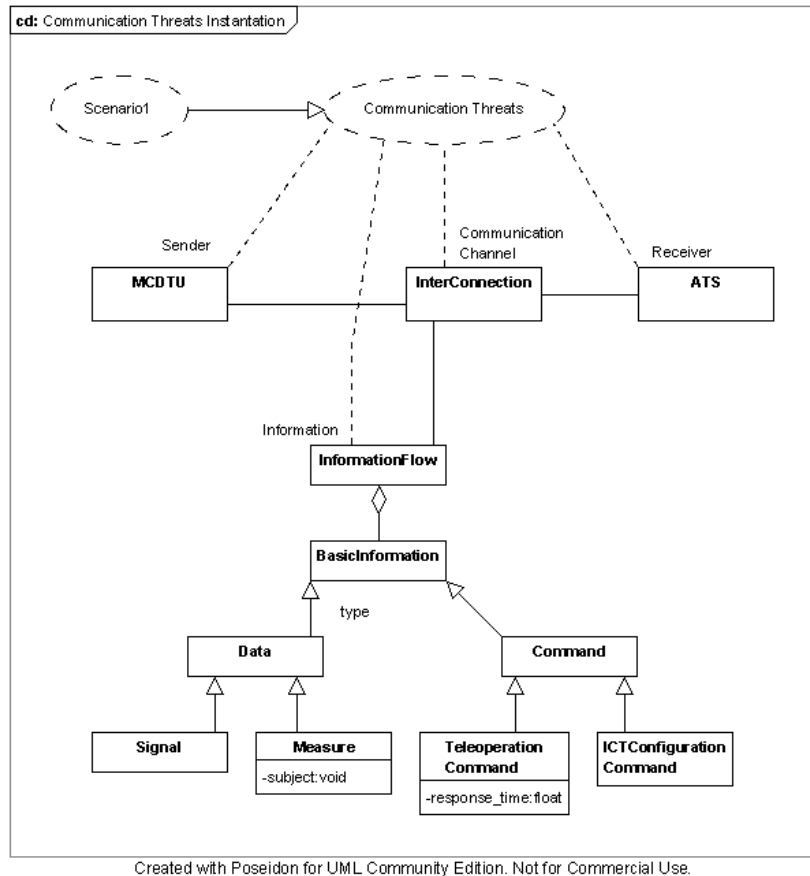 cd: Communication Threats Instantation
Scenario1
Communication Threats
Sender
Communication
Channel
Receiver
MCDTU
InterConnection
ATS
Information
InformationFlow
BasicInformation
type
Data
Command
Signal
Measure
-subject:void
Teleoperation
Command
-response_time:float
ICTConfiguration
Command
Created with Poseidon for UML Community Edition. Not for Commercial Use.